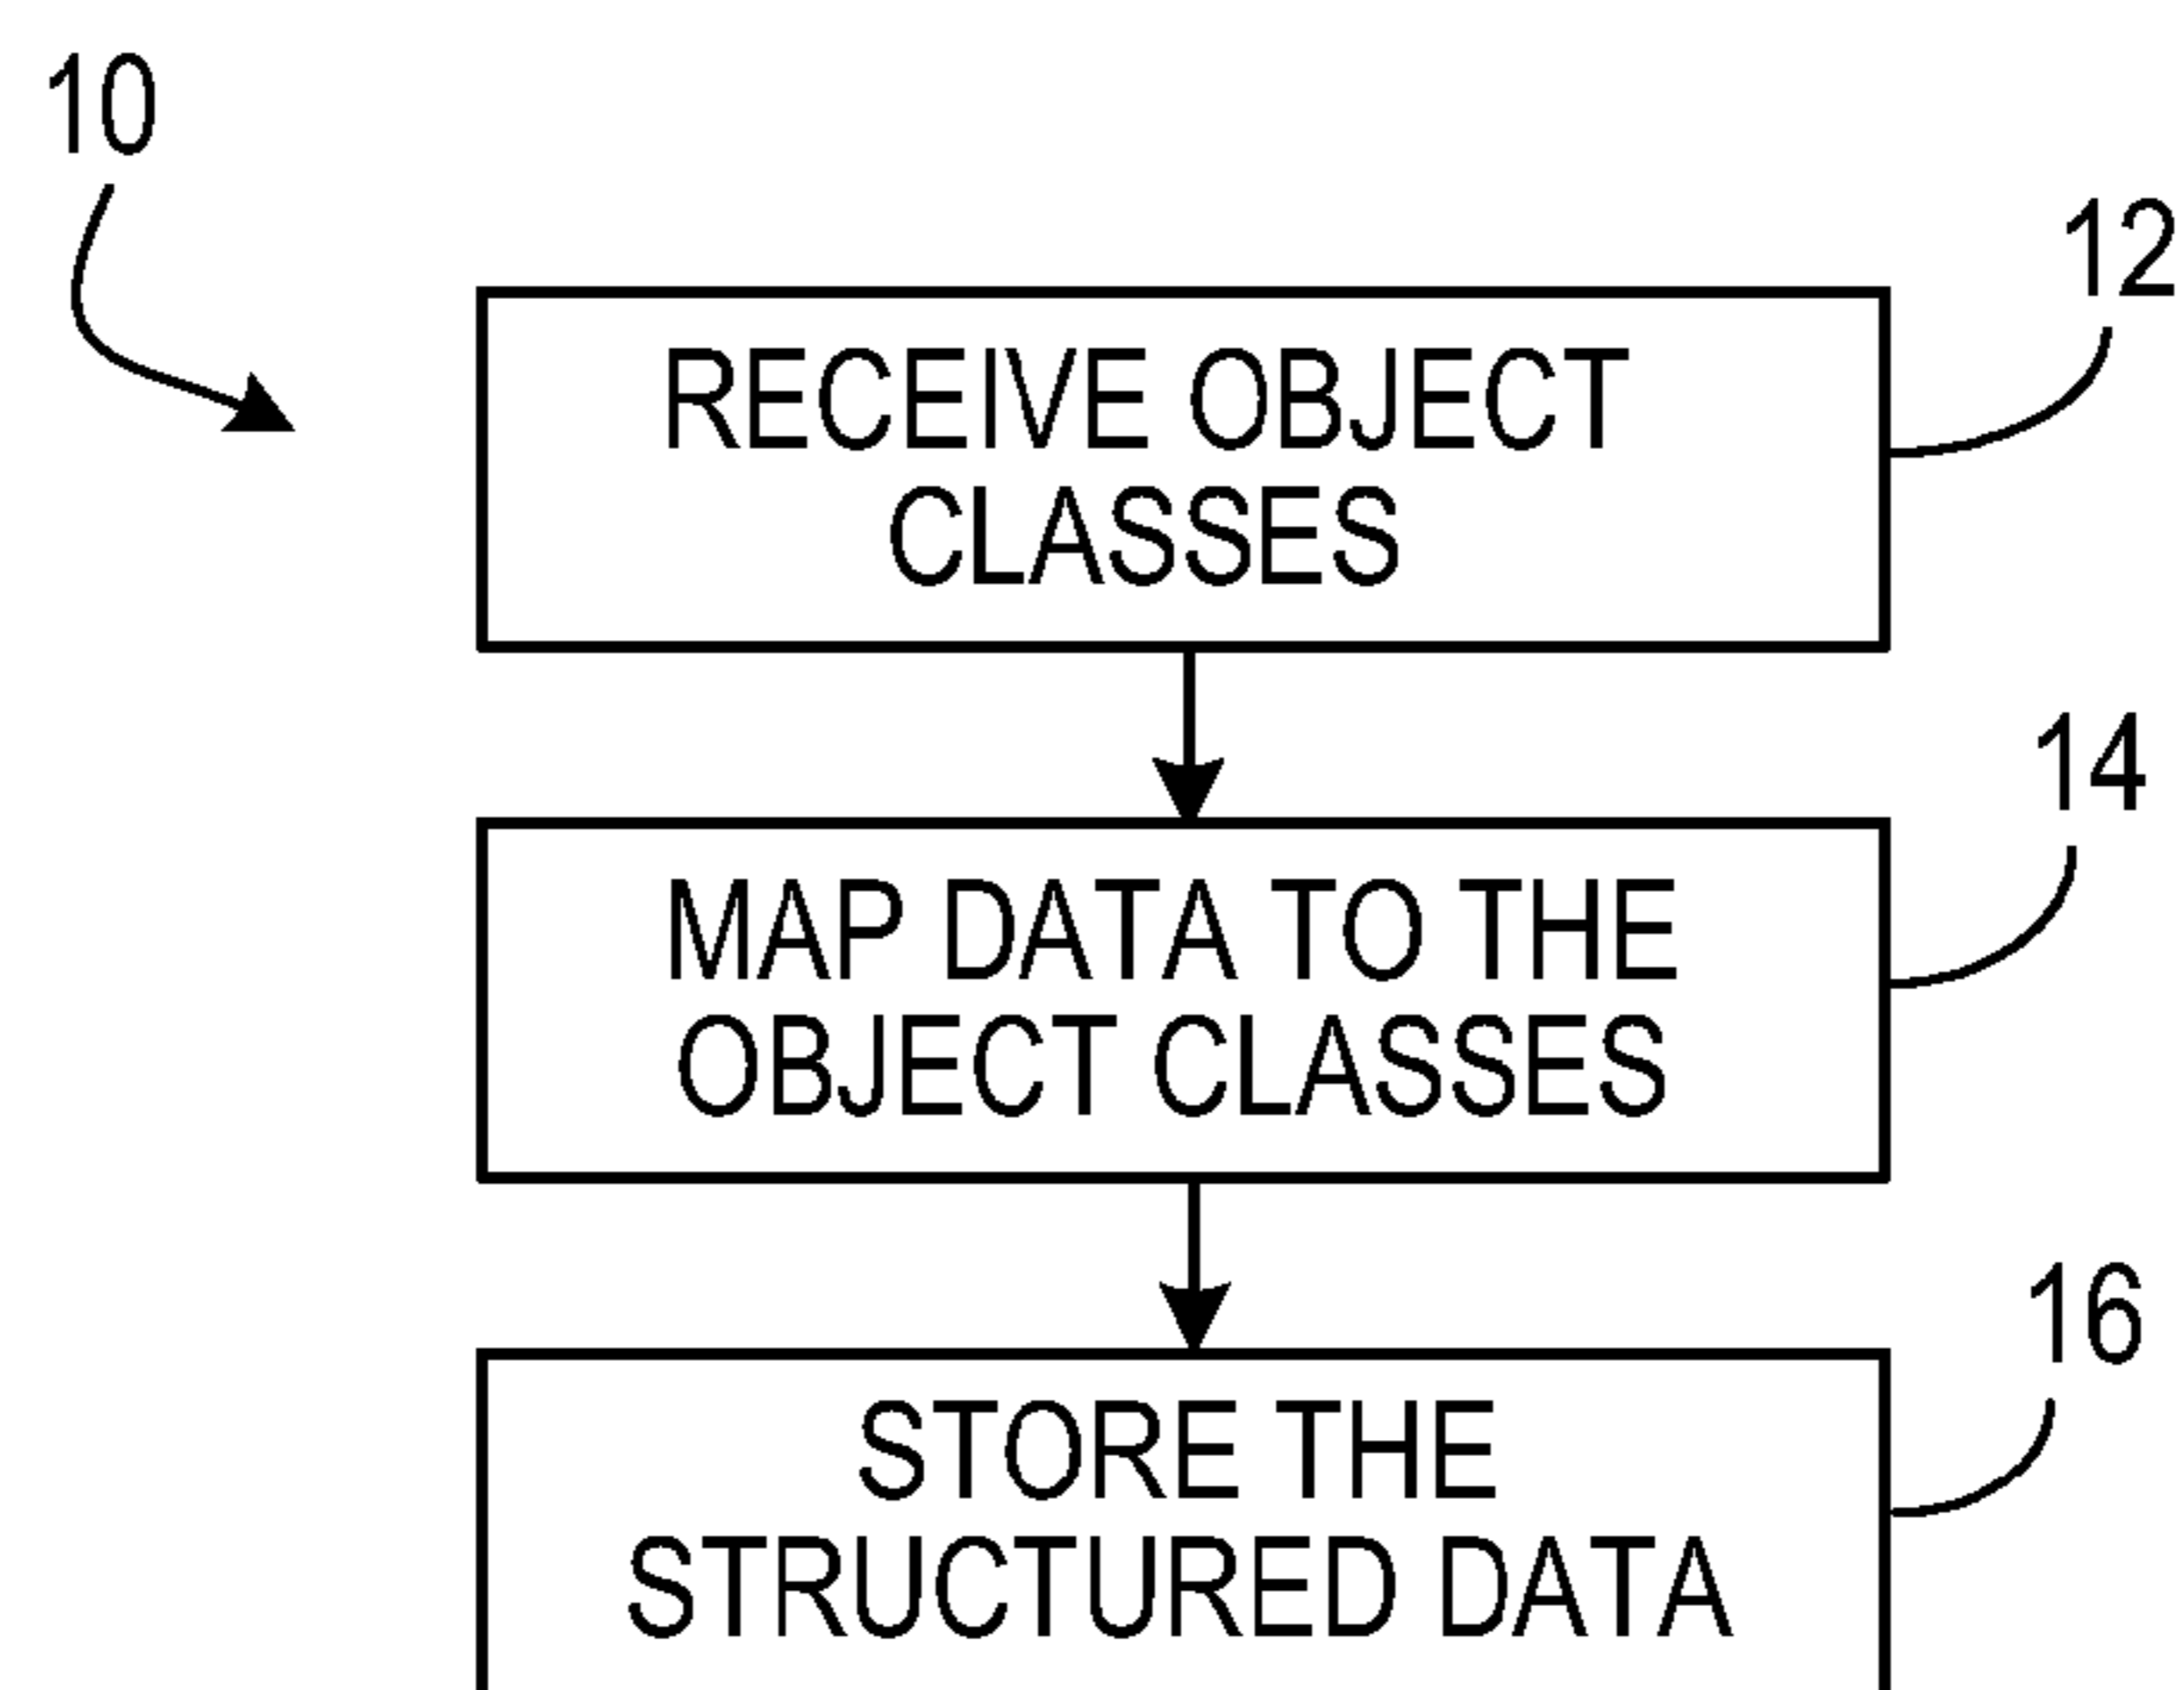 10
12
RECEIVE OBJECT
CLASSES
14
MAP DATA TO THE
OBJECT CLASSES
16
STORE THE
STRUCTURED DATA